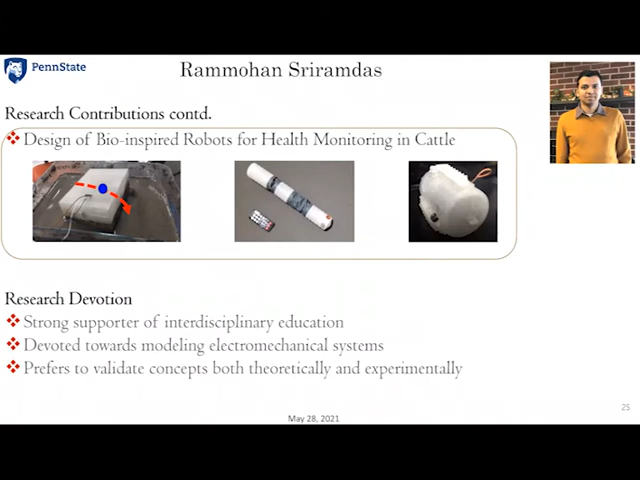 PennState
Rammohan Sriramdas
Research Contributions contd.
Design of Bio-inspired Robots for Health Monitoring in Cattle
Research Devotion
Strong supporter of interdisciplinary education
Devoted towards modeling electromechanical systems
Prefers to validate concepts both theoretically and experimentally
25
May 28, 2021